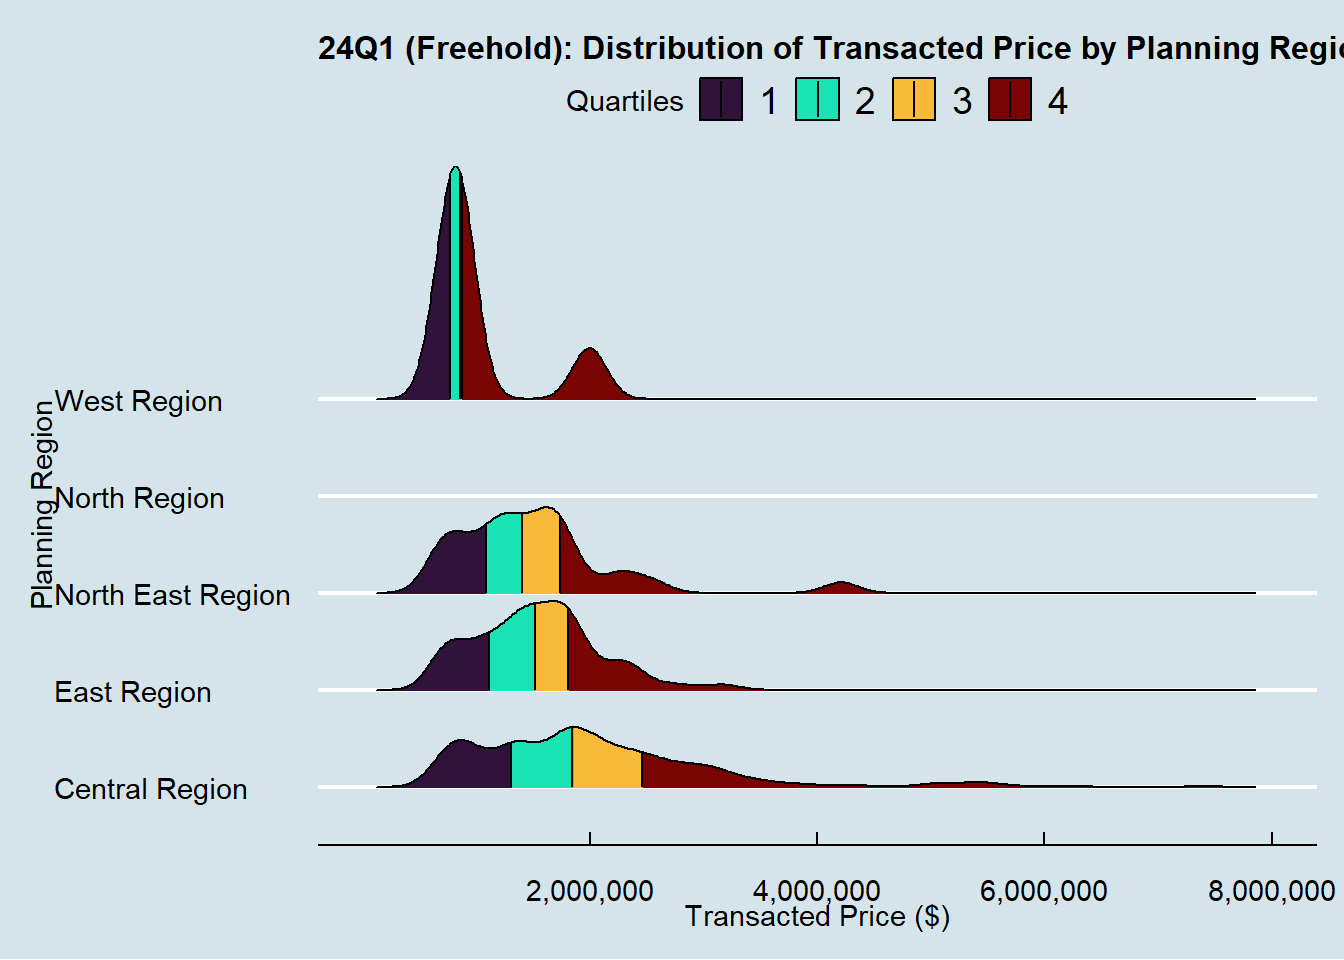 24Q1 (Freehold): Distribution of Transacted Price by Planning
Quartiles 1 2 3 4
Planning Region
West Region
North Region
North East Region
East Region
Central Region
2,000,000 4,000,000 6,000,000 8,000,000
Transacted Price ($)